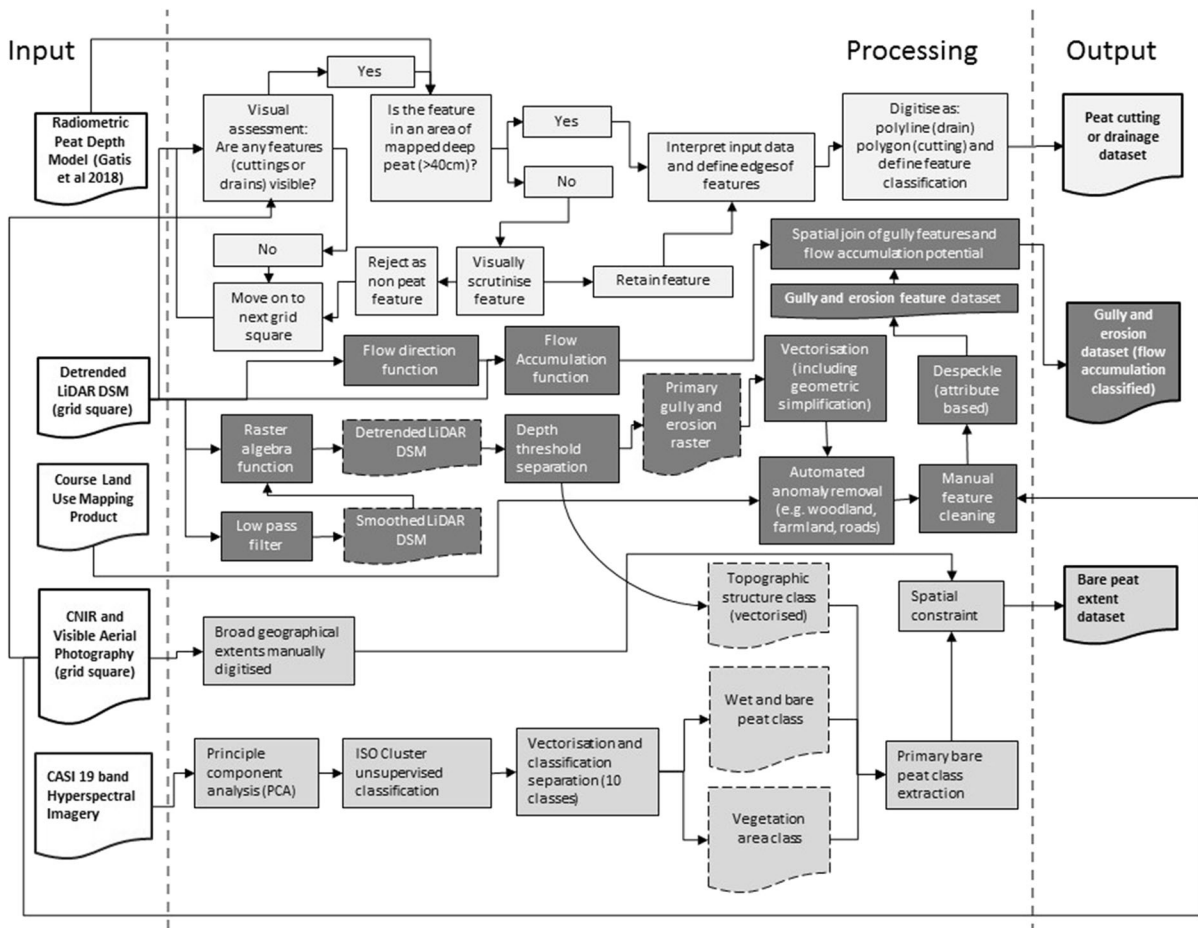 Input
Processing
Output
Radiometric
Peat Depth
Model (Gatis
et al 2018)
Visual
assessment:
Are any features
(cuttings or
drains) visible?
Yes
Is the feature
in an area of
mapped deep
peat (>40cm)?
Yes
No
Interpret input data
and define edges of
features
Digitise as:
polyline (drain)
polygon (cutting) and
define feature
classification
Peat cutting
or drainage
dataset
No
Move on to
next grid
square
Reject as
non peat
feature
Visually
scrutinise
feature
Retain feature
Spatial join of gully features and
flow accumulation potential
Gully and erosion feature dataset
Gully and
erosion
dataset (flow
accumulation
classified)
Detrended
LiDAR DSM
(grid square)
Flow direction
function
Flow
Accumulation
function
Vectorisation
(including
geometric
simplification)
Despeckle
(attribute
based)
Raster
algebra
function
Detrended LiDAR
DSM
Depth
threshold
separation
Primary
gully and
erosion
raster
Course Land
Use Mapping
Product
Low pass
filter
Smoothed LiDAR
DSM
Automated
anomaly removal
(e.g. woodland,
farmland, roads)
Manual
feature
cleaning
CNIR and
Visible Aerial
Photography
(grid square)
Broad geographical
extents manually
digitised
Topographic
structure class
(vectorised)
Spatial
constraint
Bare peat
extent
dataset
Wet and bare
peat class
CASI 19 band
Hyperspectral
Imagery
Principle
component
analysis (PCA)
ISO Cluster
unsupervised
classification
Vectorisation and
classification
separation (10
classes)
Vegetation
area class
Primary bare
peat class
extraction